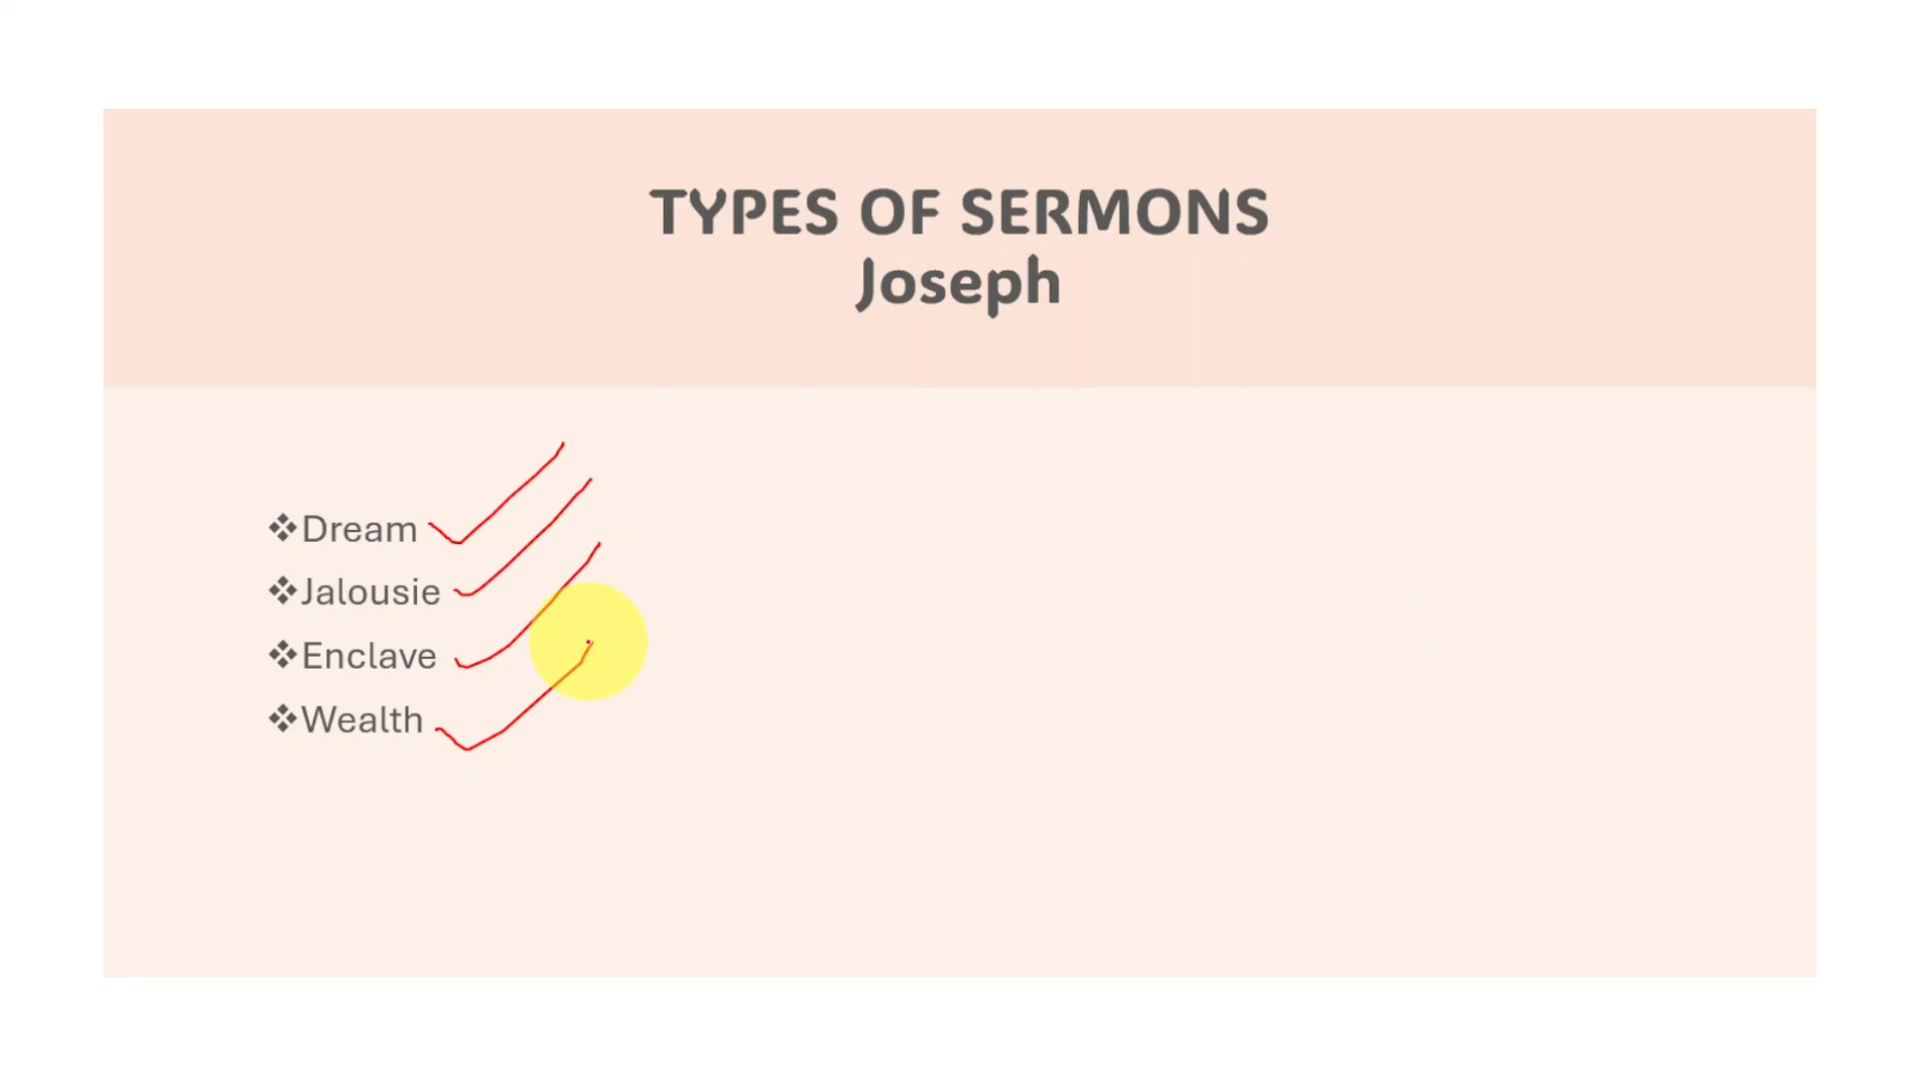 TYPES OF SERMONS
Joseph
❖Dream
❖Jalousie
❖Enclave
❖Wealth